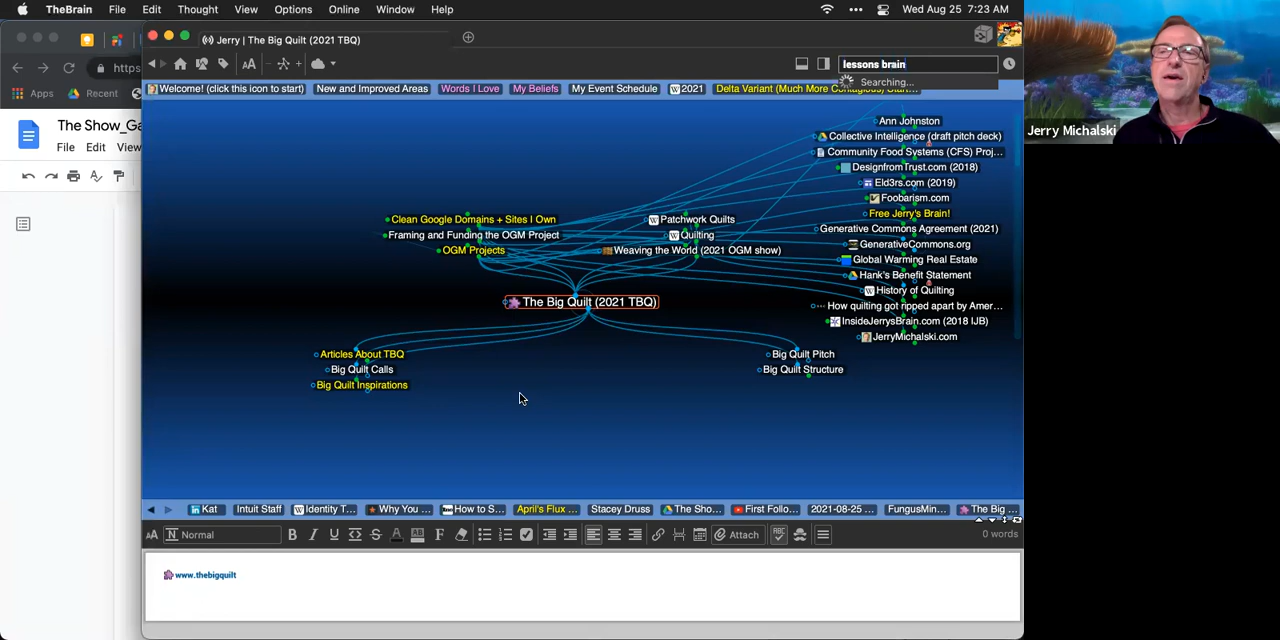 TheBrain File Edit Thought View Options Online Window Help Wed Aug 25 7:23 AM
Jerry | The Big Quilt (2021 TBQ)
https
lessons brain
Searching...
Apps Recent
Welcome! (click this icon to start) New and Improved Areas Words I Love My Beliefs My Event Schedule 2021 Delta Variant (Much More Contagious)
The Show_Ga
File Edit View
Ann Johnston
Collective Intelligence (draft pitch deck)
Community Food Systems (CFS) Proj...
DesignfromTrust.com (2018)
Eld3rs.com (2019)
Foobarism.com
Free Jerry's Brain!
Generative Commons Agreement (2021)
GenerativeCommons.org
Global Warming Real Estate
Hank's Benefit Statement
History of Quilting
How quilting got ripped apart by Amer...
InsideJerrysBrain.com (2018 IJB)
JerryMichalski.com
Clean Google Domains + Sites I Own
Framing and Funding the OGM Project
OGM Projects
Patchwork Quilts
Quilting
Weaving the World (2021 OGM show)
The Big Quilt (2021 TBQ)
Articles About TBQ
Big Quilt Calls
Big Quilt Inspirations
Big Quilt Pitch
Big Quilt Structure
Kat Intuit Staff Identity T... Why You ... How to S... April's Flux ... Stacey Druss The Sho... First Follo... 2021-08-25 ... FungusMin... The Big ...
Normal B I U S A F Attach 0 words
www.thebigquilt
Jerry Michalski